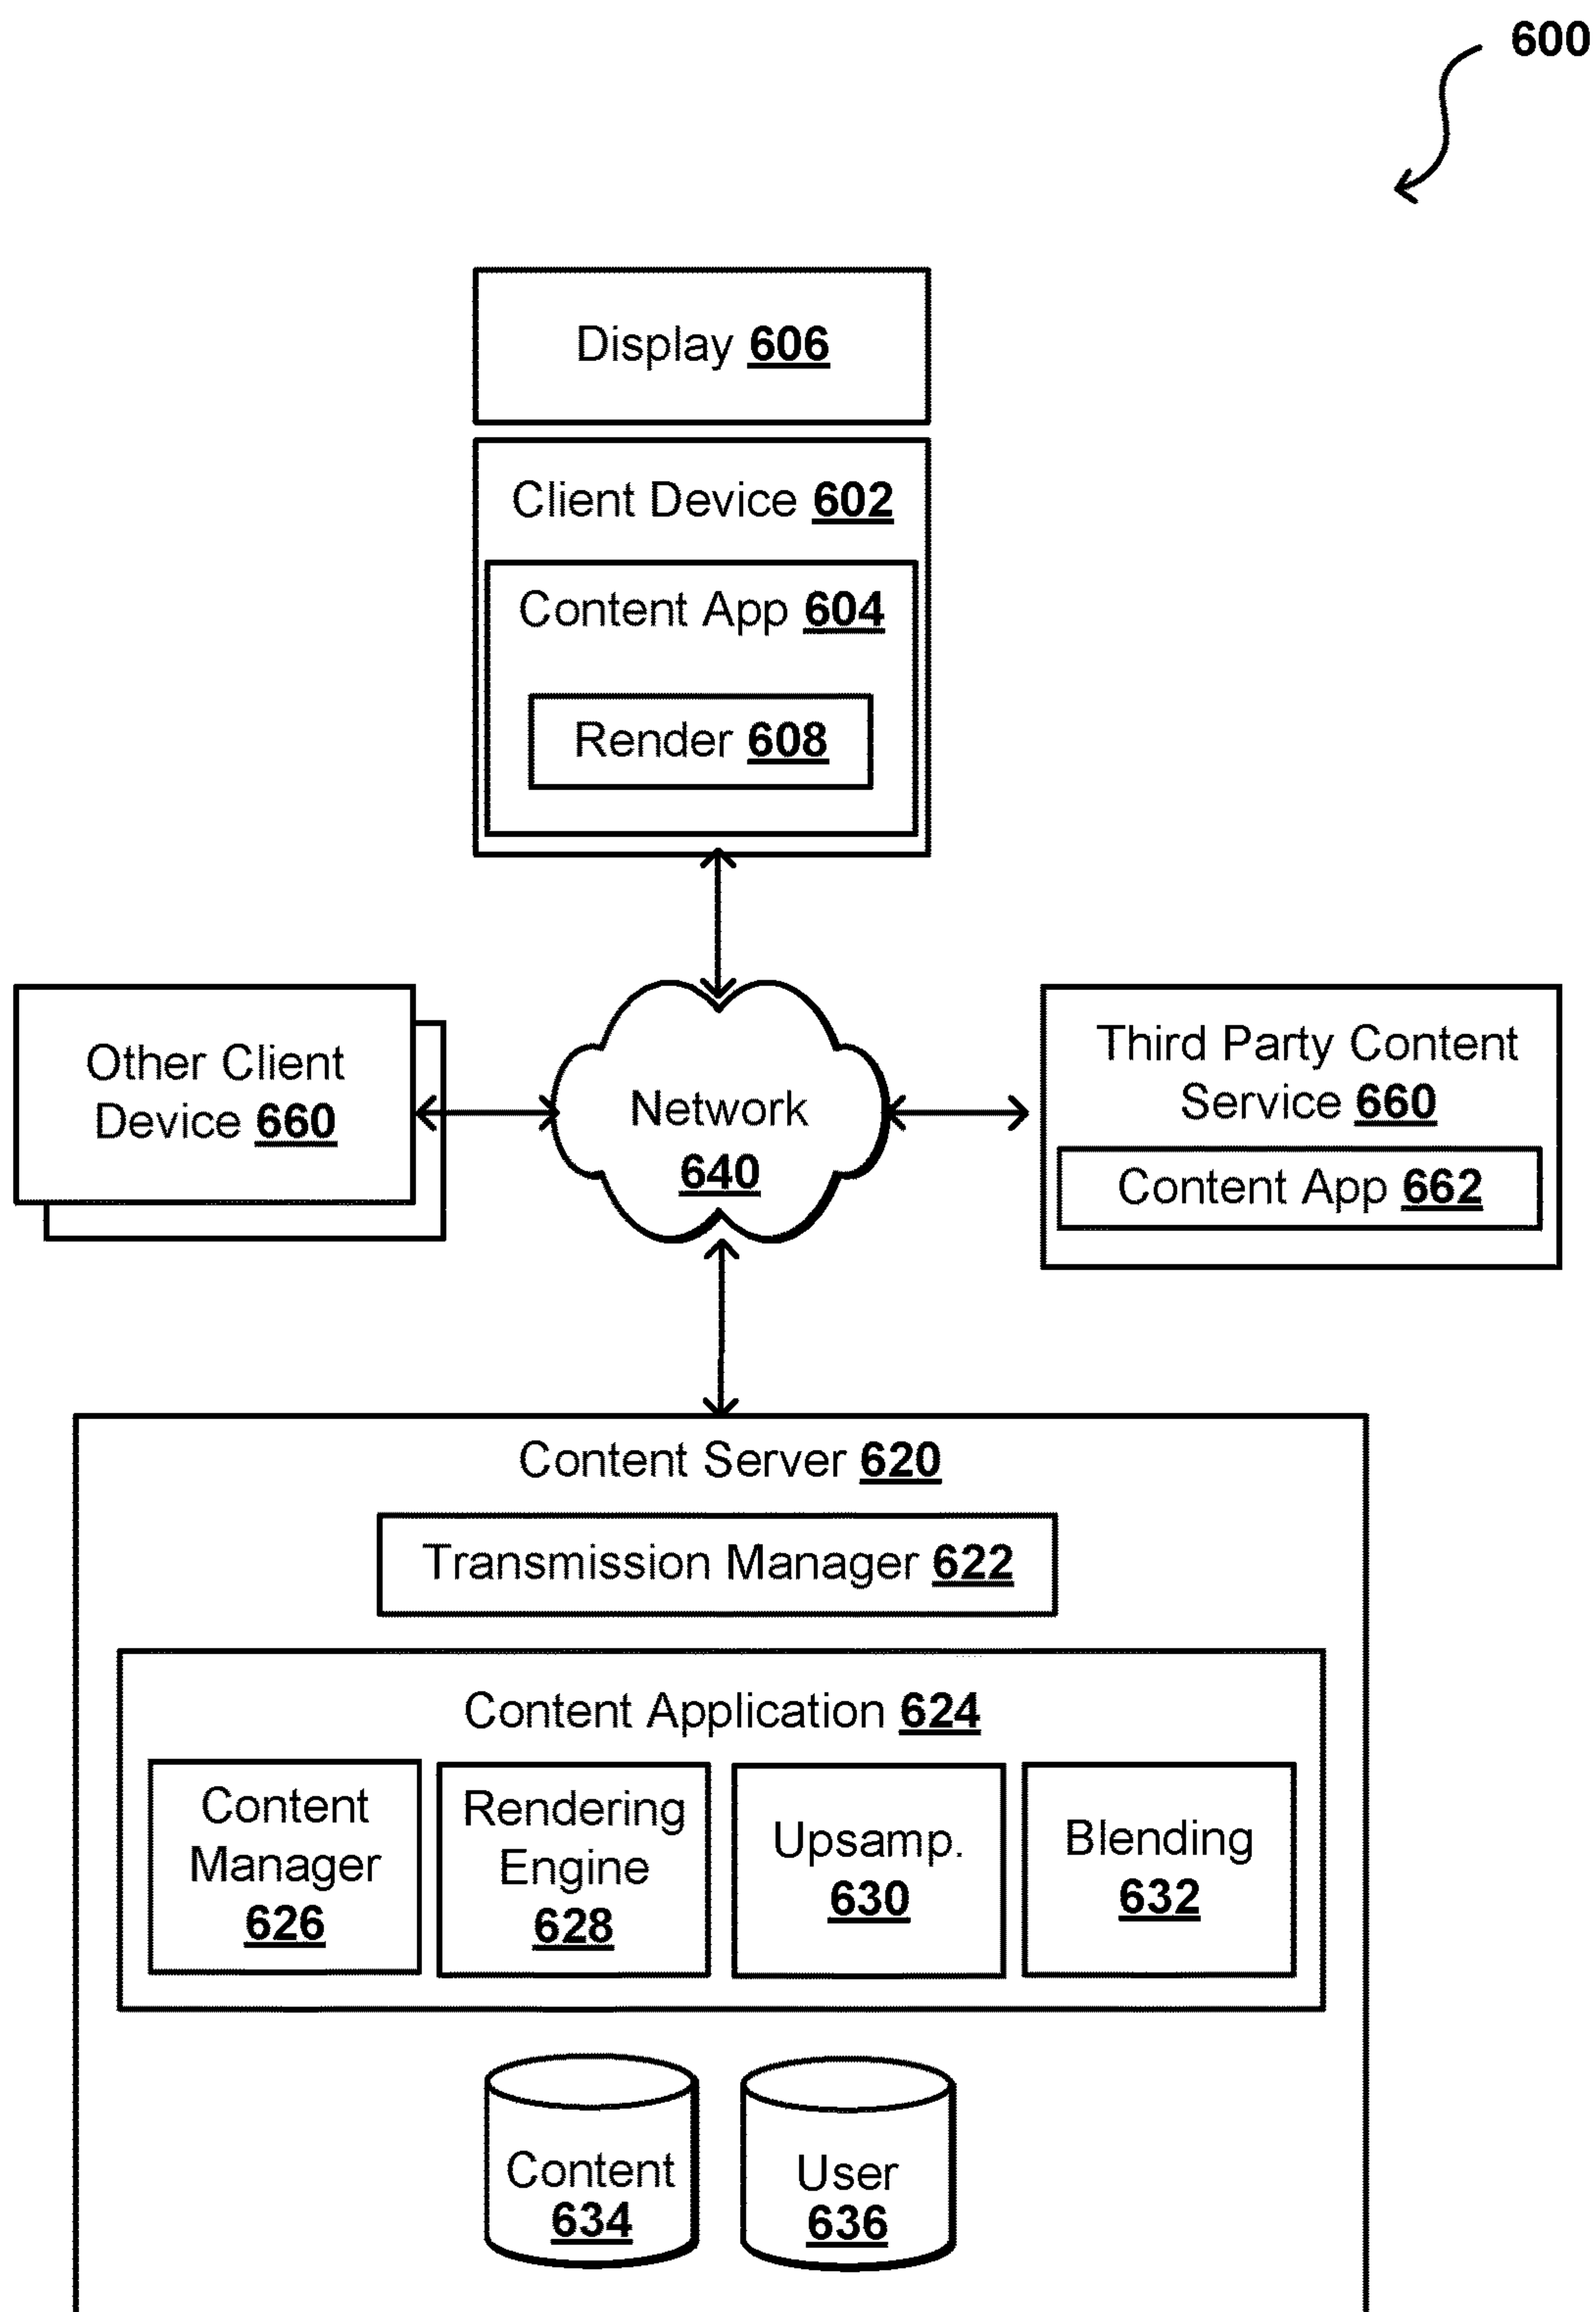 600
Display 606
Client Device 602
Content App 604
Render 608
Other Client
Device 660
Network
640
Third Party Content
Service 660
Content App 662
Content Server 620
Transmission Manager 622
Content Application 624
Content
Manager
626
Rendering
Engine
628
Upsamp.
630
Blending
632
Content
634
User
636